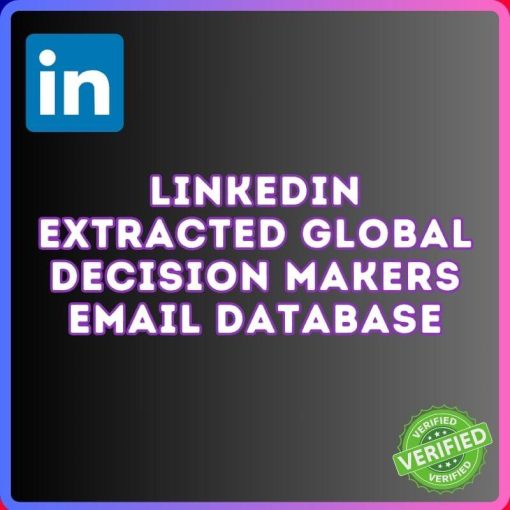 in
LINKEDIN
EXTRACTED GLOBAL
DECISION MAKERS
EMAIL DATABASE
VERIFIED
VERIFIED
VERIFIED